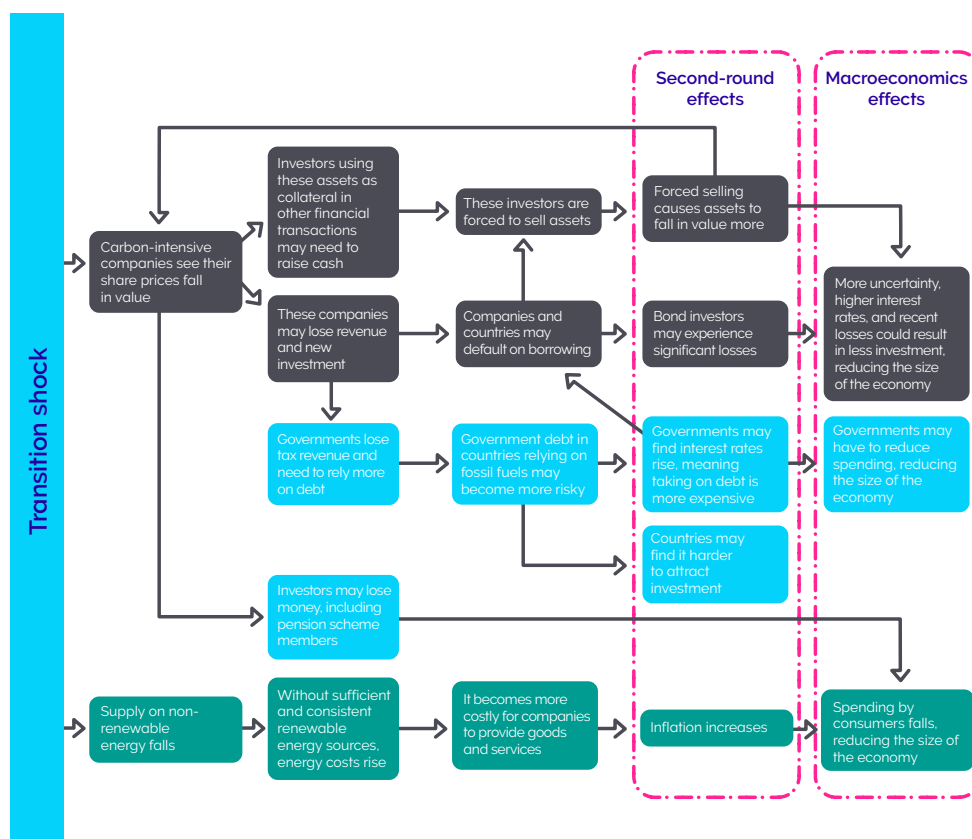 Transition shock
Second-round
effects
Macroeconomics
effects
Carbon-intensive
companies see their
share prices fall
in value
Investors using
these assets as
collateral in
other financial
transactions
may need to
raise cash
These investors are
forced to sell assets
Forced selling
causes assets to
fall in value more
These companies
may lose revenue
and new
investment
Companies and
countries may
default on borrowing
Bond investors
may experience
significant losses
More uncertainty,
higher interest
rates, and recent
losses could result
in less investment,
reducing the size
of the economy
Governments lose
tax revenue and
need to rely more
on debt
Government debt in
countries relying on
fossil fuels may
become more risky
Governments may
find interest rates
rise, meaning
taking on debt is
more expensive
Governments may
have to reduce
spending, reducing
the size of the
economy
Countries may
find it harder
to attract
investment
Investors may lose
money, including
pension scheme
members
Supply on non-
renewable
energy falls
Without sufficient
and consistent
renewable
energy sources,
energy costs rise
It becomes more
costly for companies
to provide goods
and services
Inflation increases
Spending by
consumers falls,
reducing the size of
the economy